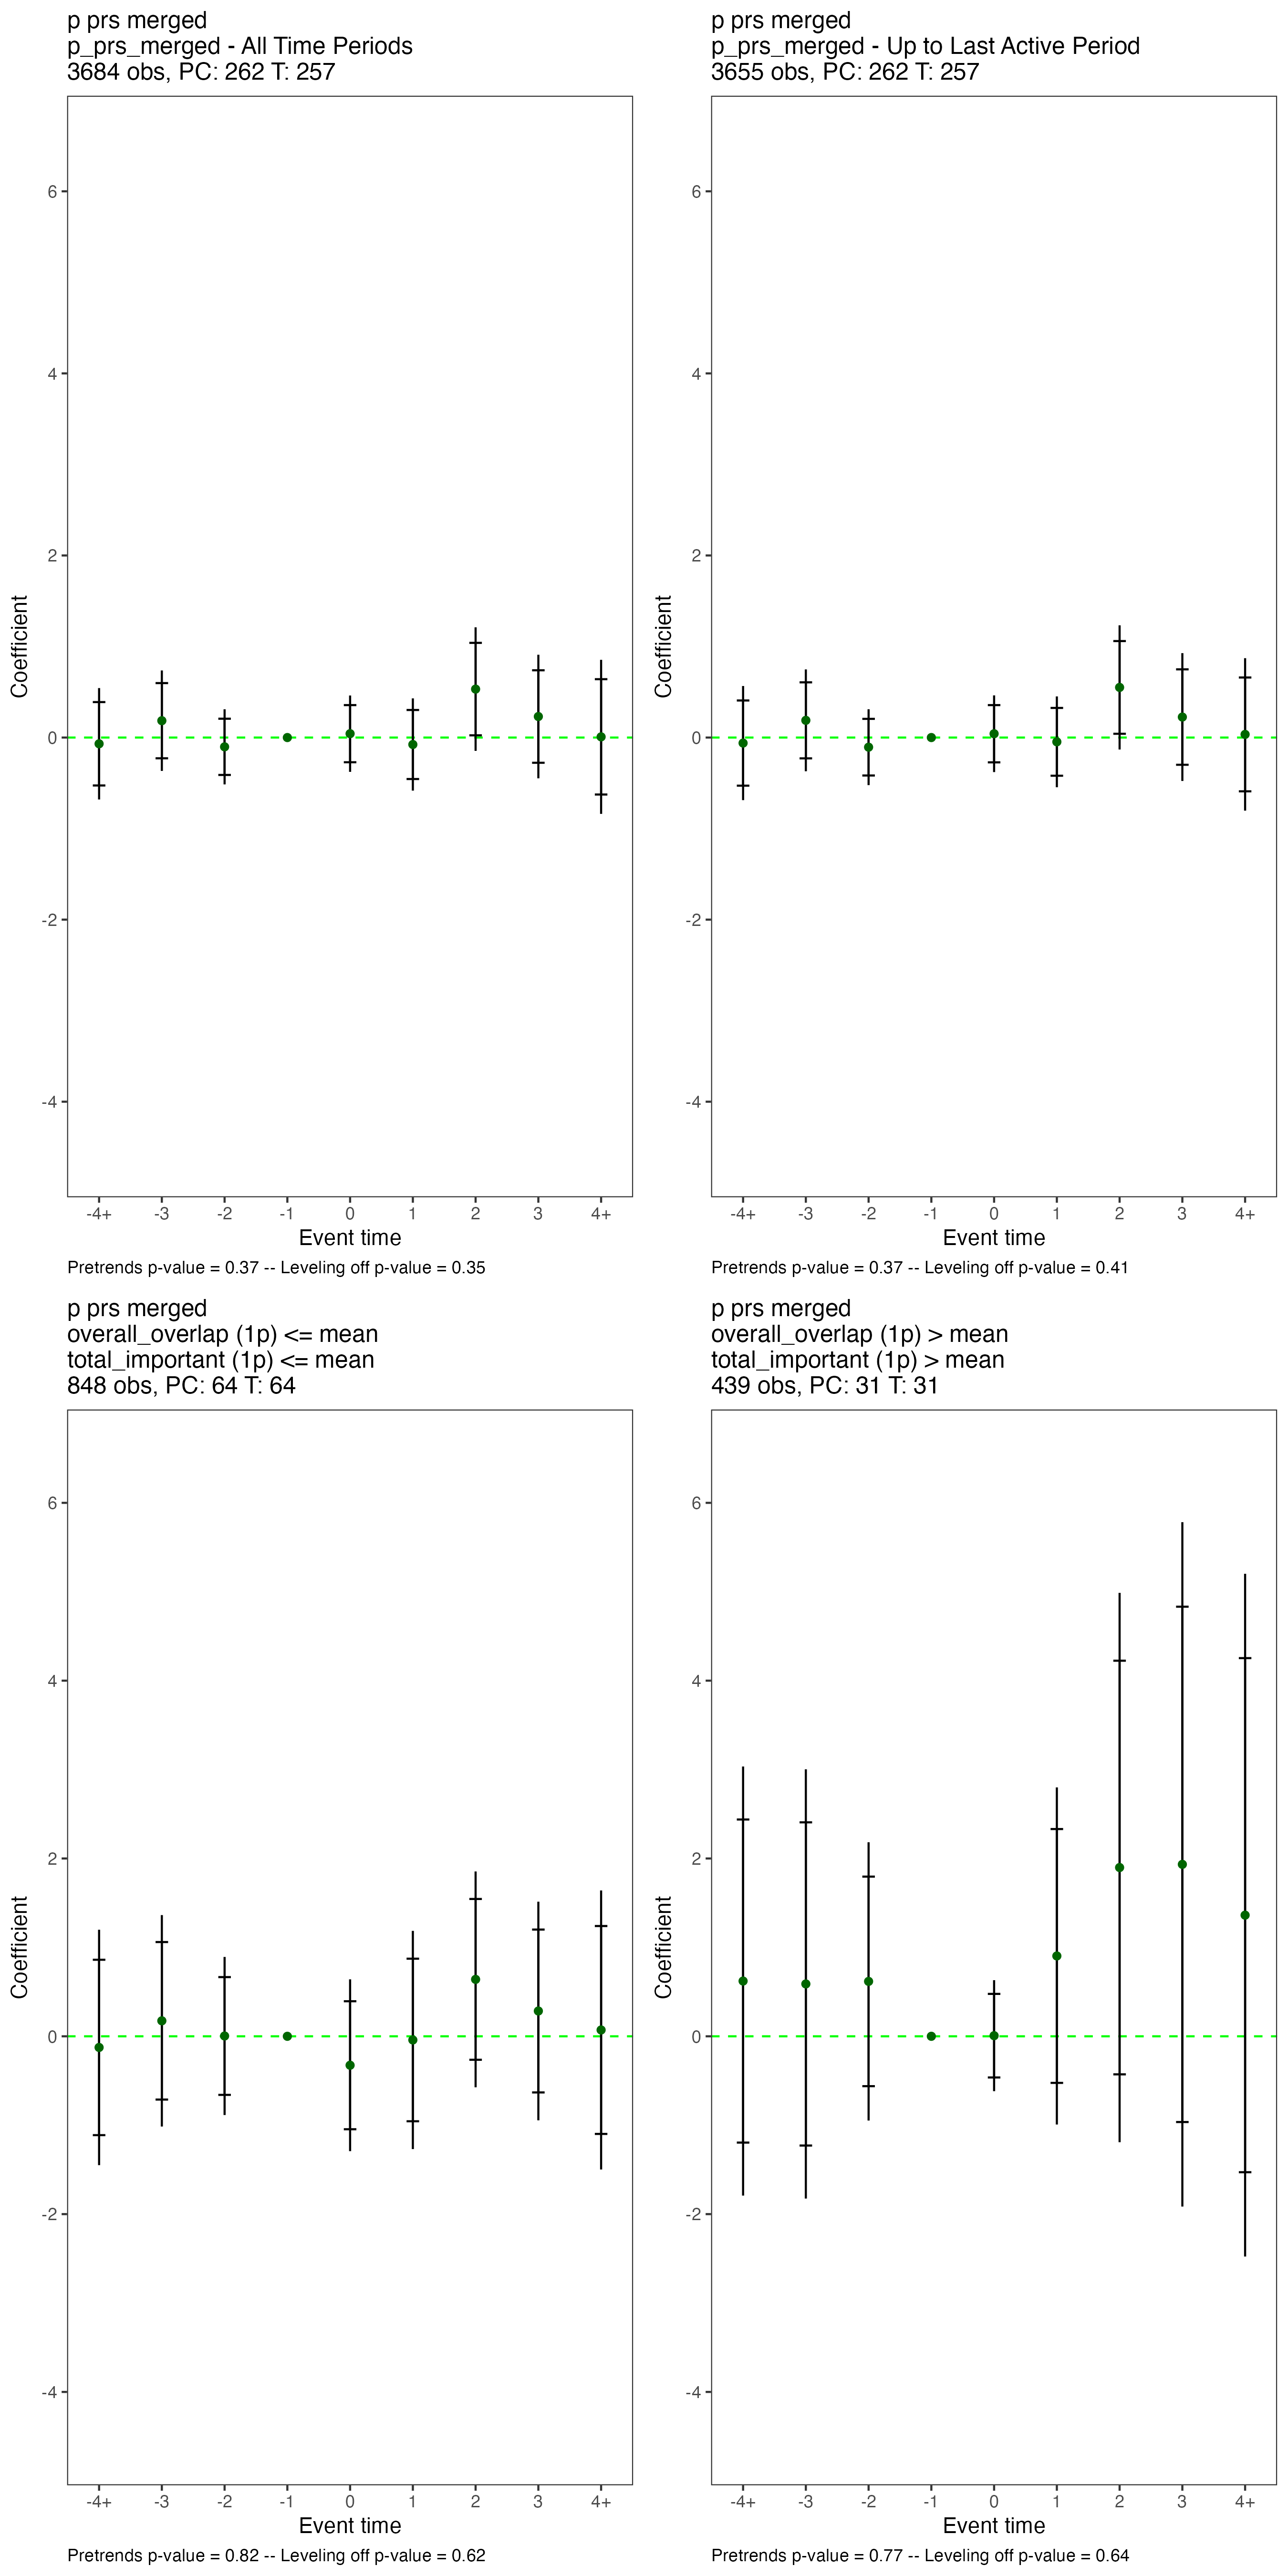 p prs merged
p_prs_merged - All Time Periods
3684 obs, PC: 262 T: 257
6
4
2
0
-2
-4
Coefficient
-4+ -3 -2 -1 0 1 2 3 4+
Event time
Pretrends p-value = 0.37 -- Leveling off p-value = 0.35
p prs merged
p_prs_merged - Up to Last Active Period
3655 obs, PC: 262 T: 257
6
4
2
0
-2
-4
Coefficient
-4+ -3 -2 -1 0 1 2 3 4+
Event time
Pretrends p-value = 0.37 -- Leveling off p-value = 0.41
p prs merged
overall_overlap (1p) <= mean
total_important (1p) <= mean
848 obs, PC: 64 T: 64
6
4
2
0
-2
-4
Coefficient
-4+ -3 -2 -1 0 1 2 3 4+
Event time
Pretrends p-value = 0.82 -- Leveling off p-value = 0.62
p prs merged
overall_overlap (1p) > mean
total_important (1p) > mean
439 obs, PC: 31 T: 31
6
4
2
0
-2
-4
Coefficient
-4+ -3 -2 -1 0 1 2 3 4+
Event time
Pretrends p-value = 0.77 -- Leveling off p-value = 0.64